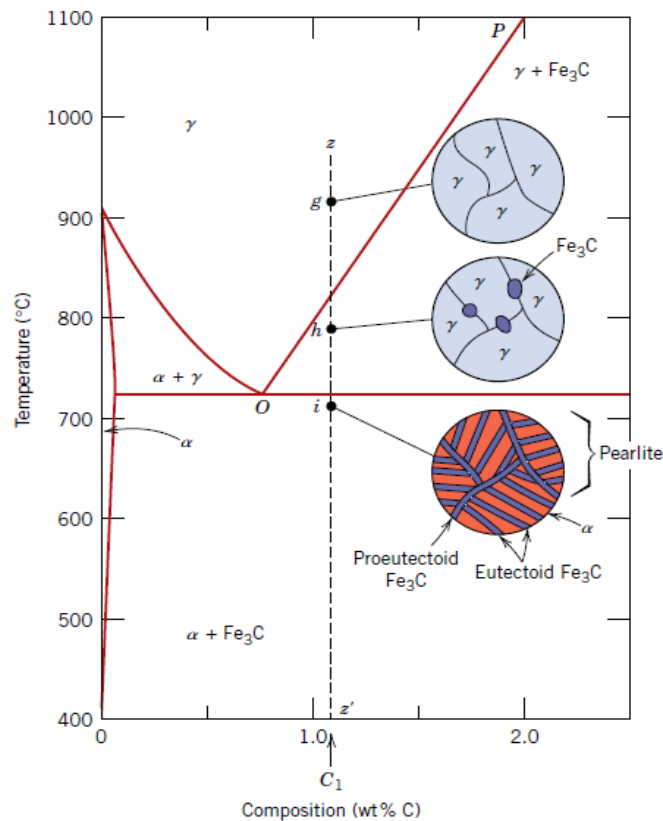 1100
P
γ + Fe₃C
1000
γ
z
γ
γ
γ
γ
g
900
Fe₃C
γ
γ
γ
γ
800
h
α + γ
O
i
700
α
Pearlite
α
600
Proeutectoid
Fe₃C
Eutectoid Fe₃C
500
α + Fe₃C
z′
400
0
1.0
2.0
C₁
Composition (wt% C)
Temperature (°C)